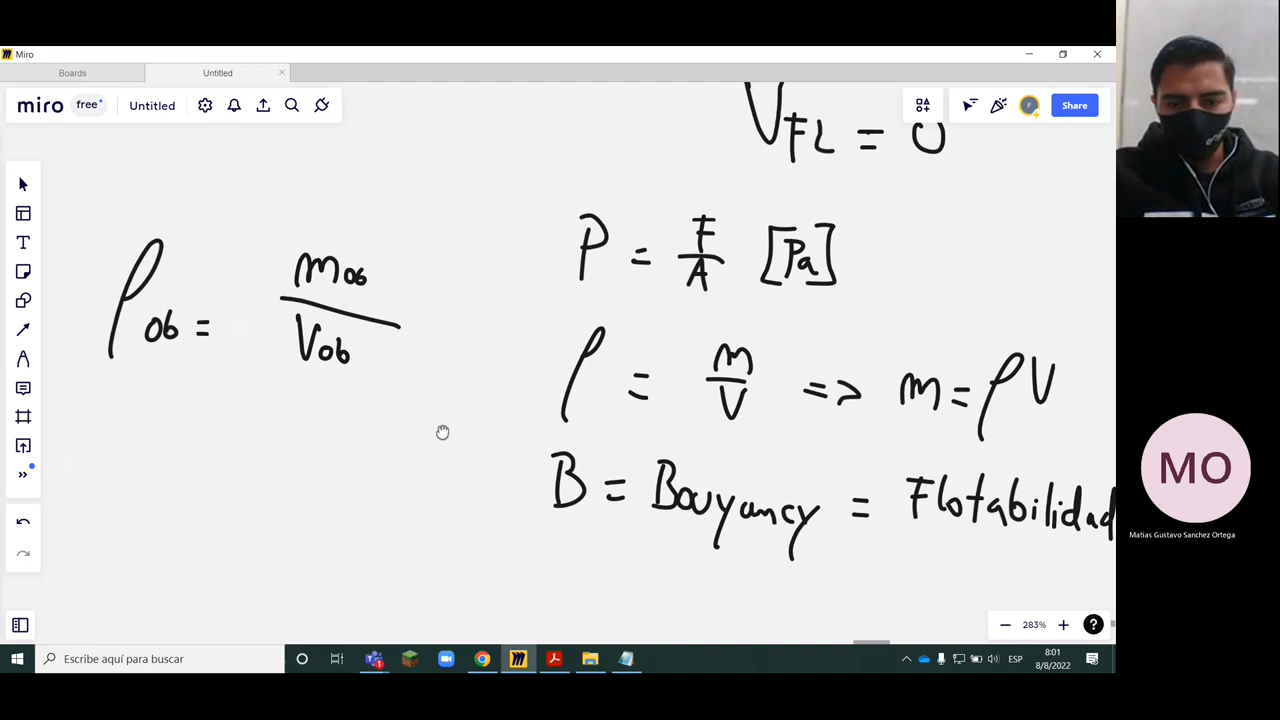 Miro
Boards
Untitled
miro free Untitled
Share
V_FL = 0
P = F/A [Pa]
ρ_ob = m_ob/V_ob
ρ = m/V => m = ρV
B = Bouyancy = Flotabilidad
MO
Matias Gustavo Sanchez Ortega
283%
Escribe aquí para buscar
ESP
8:01
8/8/2022